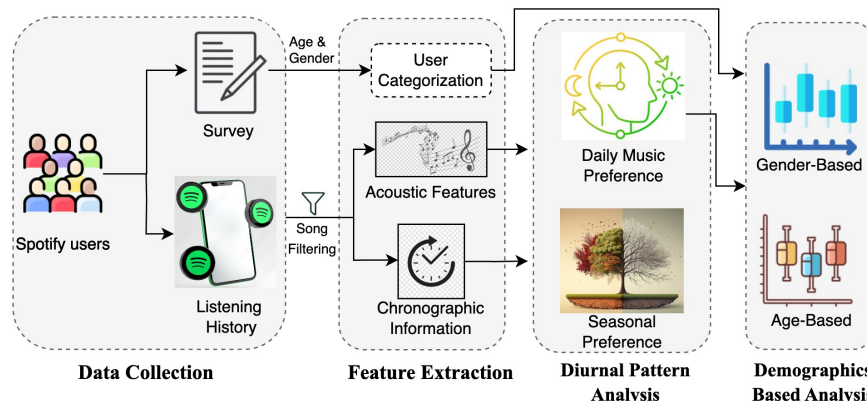 Spotify users
Survey
Listening
History
Data Collection
Age &
Gender
Song
Filtering
User
Categorization
Acoustic Features
Chronographic
Information
Feature Extraction
Daily Music
Preference
Seasonal
Preference
Diurnal Pattern
Analysis
Gender-Based
Age-Based
Demographics
Based Analysis